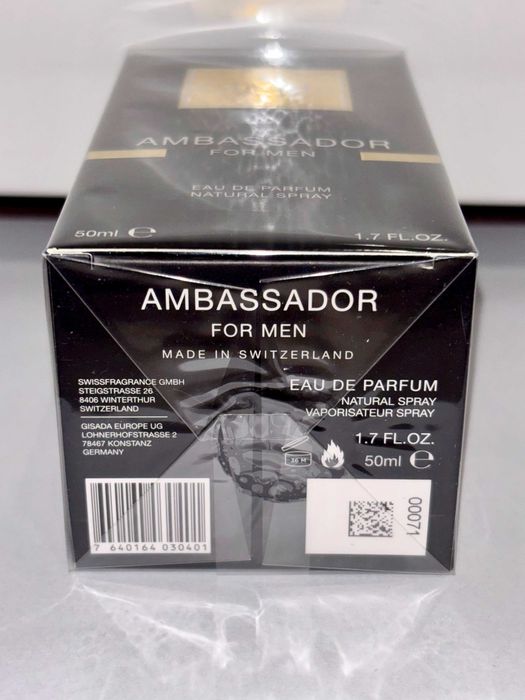 AMBASSADOR
FOR MEN
EAU DE PARFUM
NATURAL SPRAY
50ml e
1.7 FL.OZ.
AMBASSADOR
FOR MEN
MADE IN SWITZERLAND
SWISSFRAGRANCE GMBH
STEIGSTRASSE 26
8406 WINTERTHUR
SWITZERLAND
GISADA EUROPE UG
LOHNERHOFSTRASSE 2
78467 KONSTANZ
GERMANY
EAU DE PARFUM
NATURAL SPRAY
VAPORISATEUR SPRAY
1.7 FL.OZ.
36 M
50ml e
7 640164 030401
00071